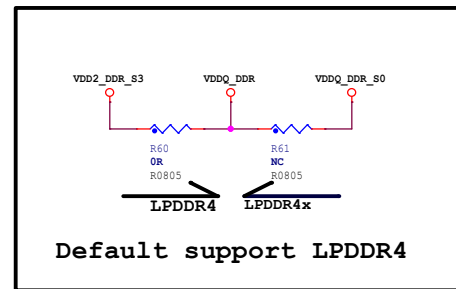 VDD2_DDR_S3 VDDQ_DDR VDDQ_DDR_S0
R60 R61
0R NC
R0805 R0805
LPDDR4 LPDDR4x
Default support LPDDR4